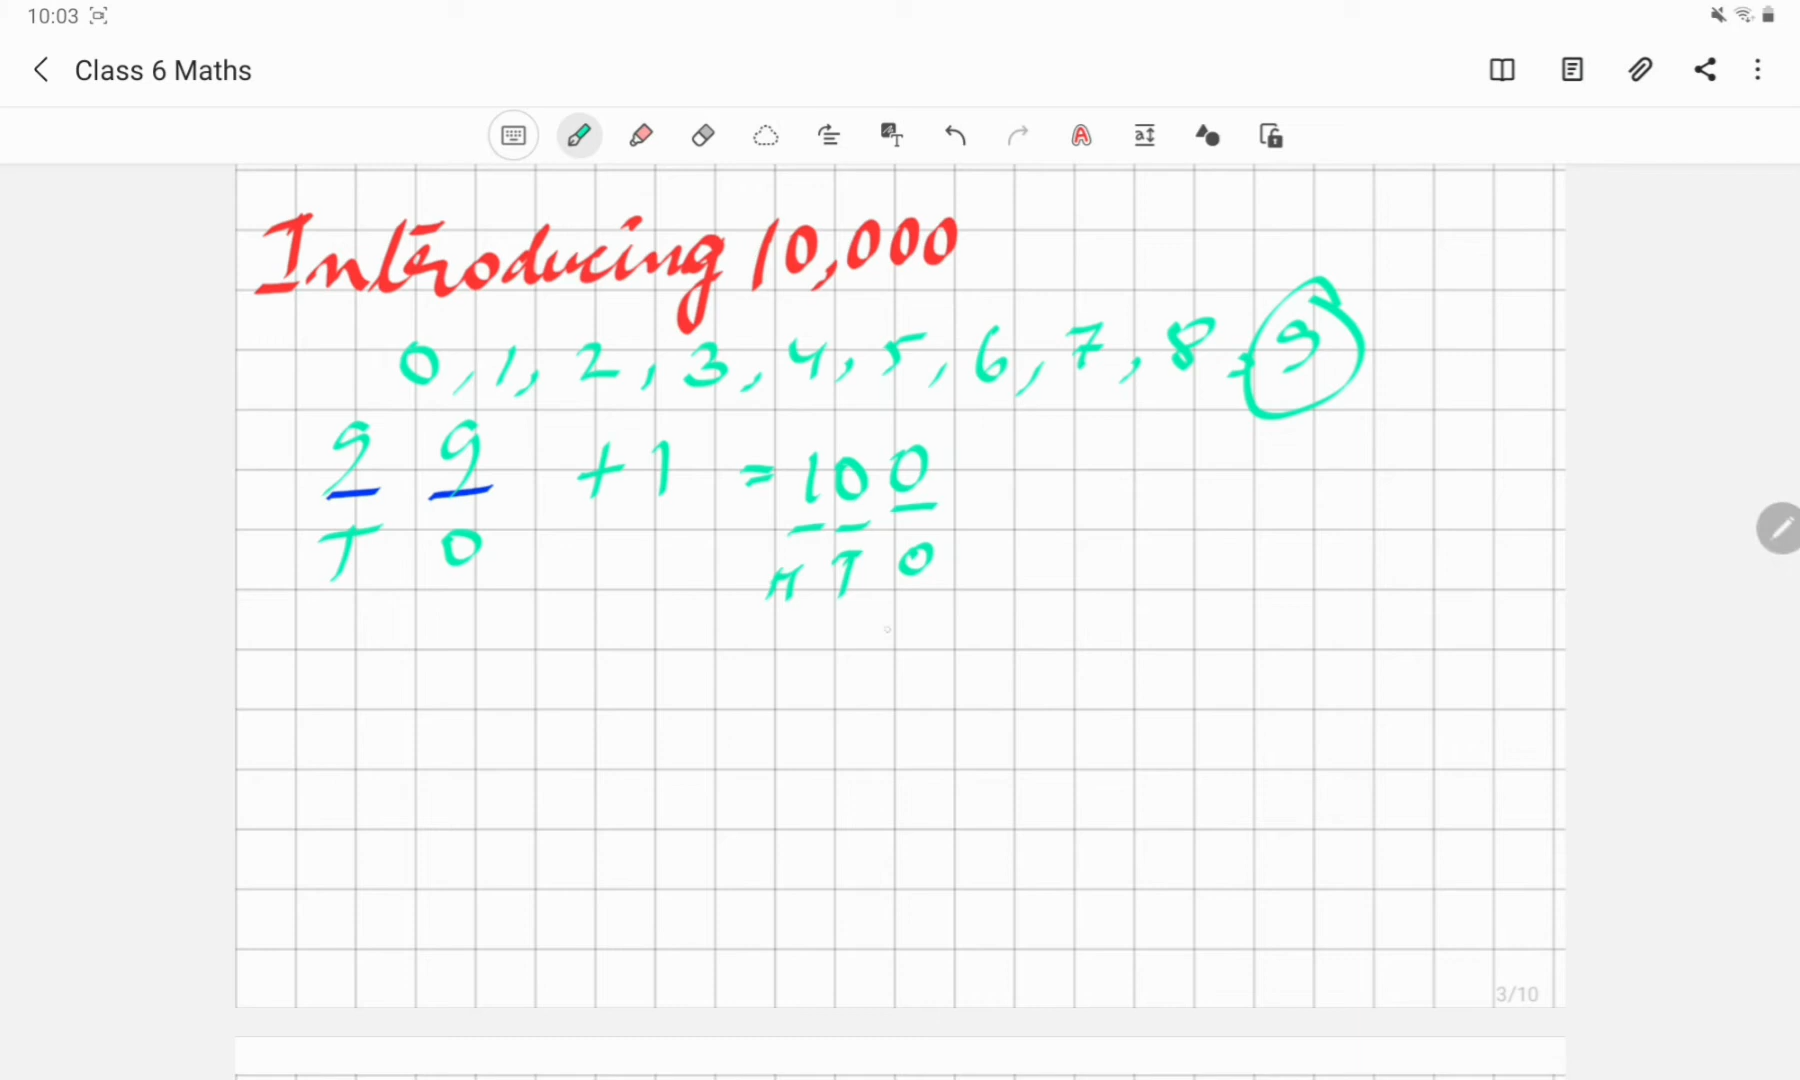 10:03
Class 6 Maths
Introducing 10,000
0, 1, 2, 3, 4, 5, 6, 7, 8, 9
9 9 + 1 = 100
T O H T O
3/10